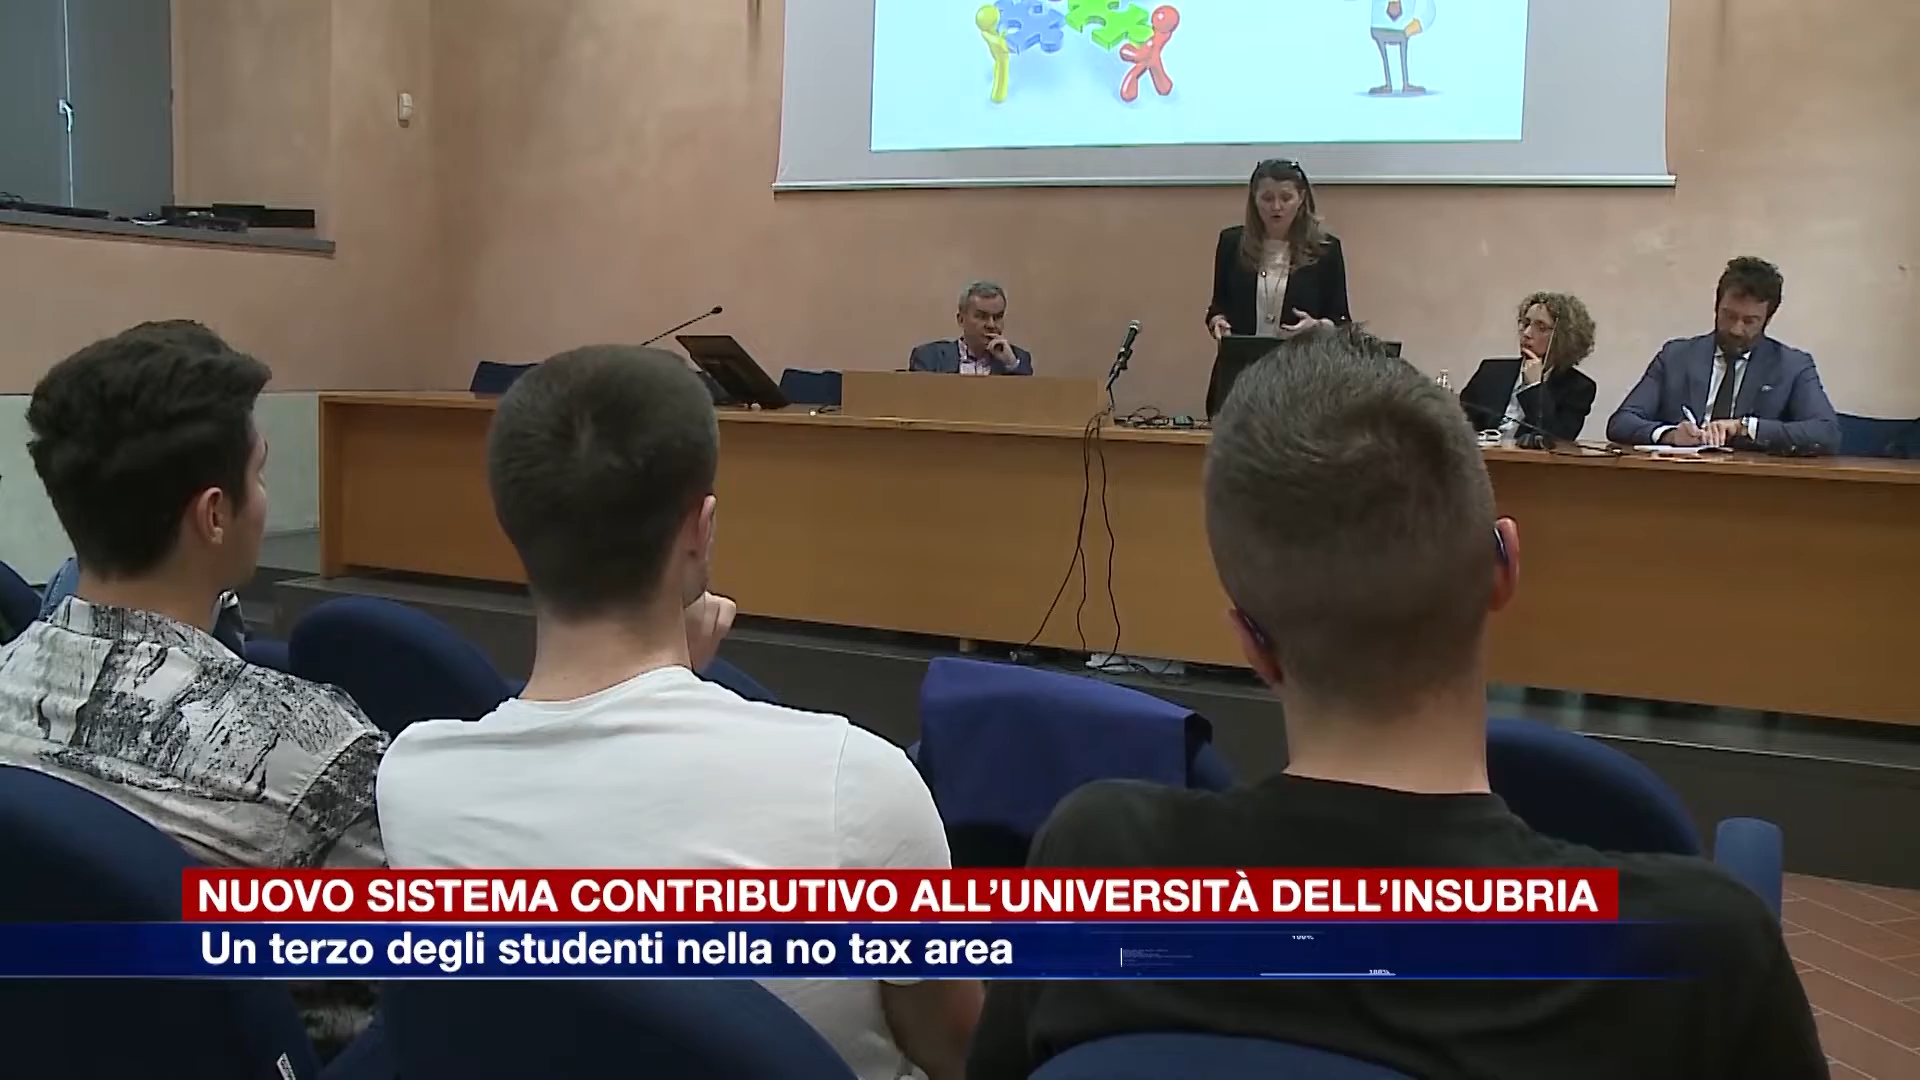 NUOVO SISTEMA CONTRIBUTIVO ALL’UNIVERSITÀ DELL’INSUBRIA
Un terzo degli studenti nella no tax area